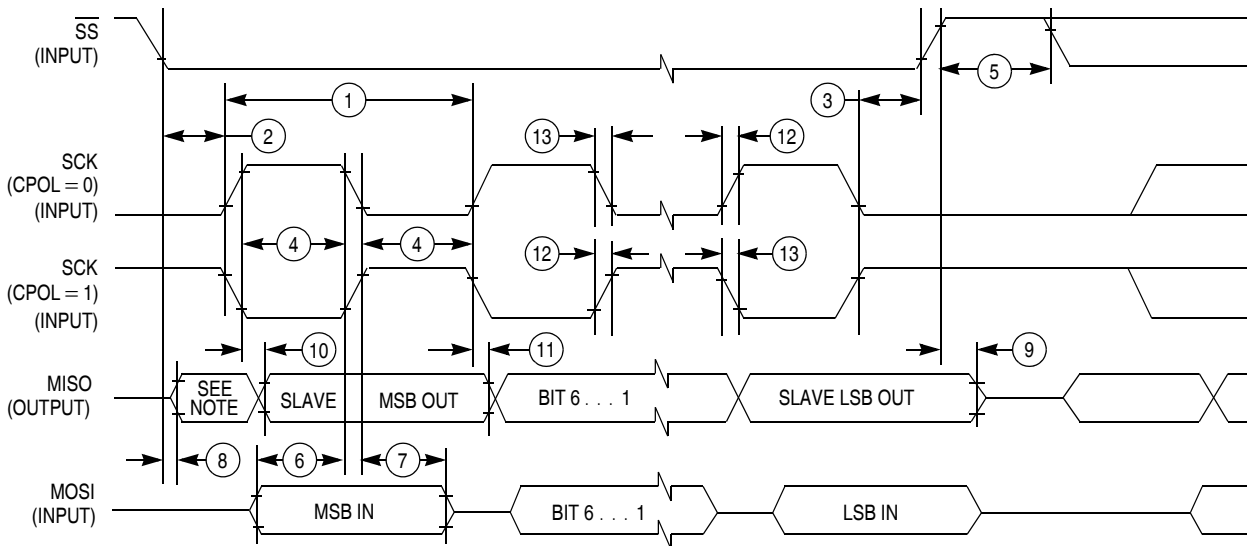 SS
(INPUT)
5
1
3
2
13
12
SCK
(CPOL = 0)
(INPUT)
4
4
SCK
(CPOL = 1)
(INPUT)
12
13
10
11
9
MISO
(OUTPUT)
SEE
NOTE
SLAVE
MSB OUT
BIT 6 . . . 1
SLAVE LSB OUT
8
6
7
MOSI
(INPUT)
MSB IN
BIT 6 . . . 1
LSB IN